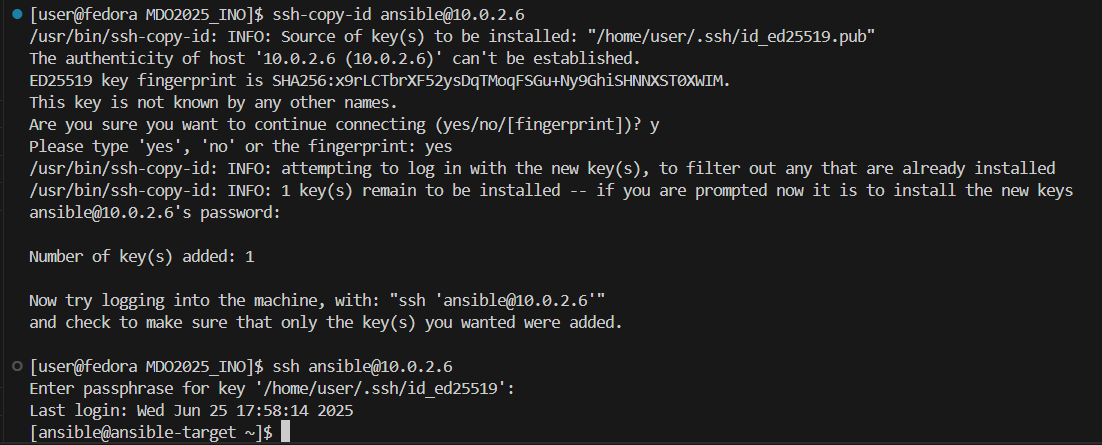 [user@fedora MDO2025_INO]$ ssh-copy-id ansible@10.0.2.6
/usr/bin/ssh-copy-id: INFO: Source of key(s) to be installed: "/home/user/.ssh/id_ed25519.pub"
The authenticity of host '10.0.2.6 (10.0.2.6)' can't be established.
ED25519 key fingerprint is SHA256:x9rLCTbrXF52ysDqTMoqFSGu+Ny9GhiSHNNXST0XWIM.
This key is not known by any other names.
Are you sure you want to continue connecting (yes/no/[fingerprint])? y
Please type 'yes', 'no' or the fingerprint: yes
/usr/bin/ssh-copy-id: INFO: attempting to log in with the new key(s), to filter out any that are already installed
/usr/bin/ssh-copy-id: INFO: 1 key(s) remain to be installed -- if you are prompted now it is to install the new keys
ansible@10.0.2.6's password:
Number of key(s) added: 1
Now try logging into the machine, with: "ssh 'ansible@10.0.2.6'"
and check to make sure that only the key(s) you wanted were added.
[user@fedora MDO2025_INO]$ ssh ansible@10.0.2.6
Enter passphrase for key '/home/user/.ssh/id_ed25519':
Last login: Wed Jun 25 17:58:14 2025
[ansible@ansible-target ~]$